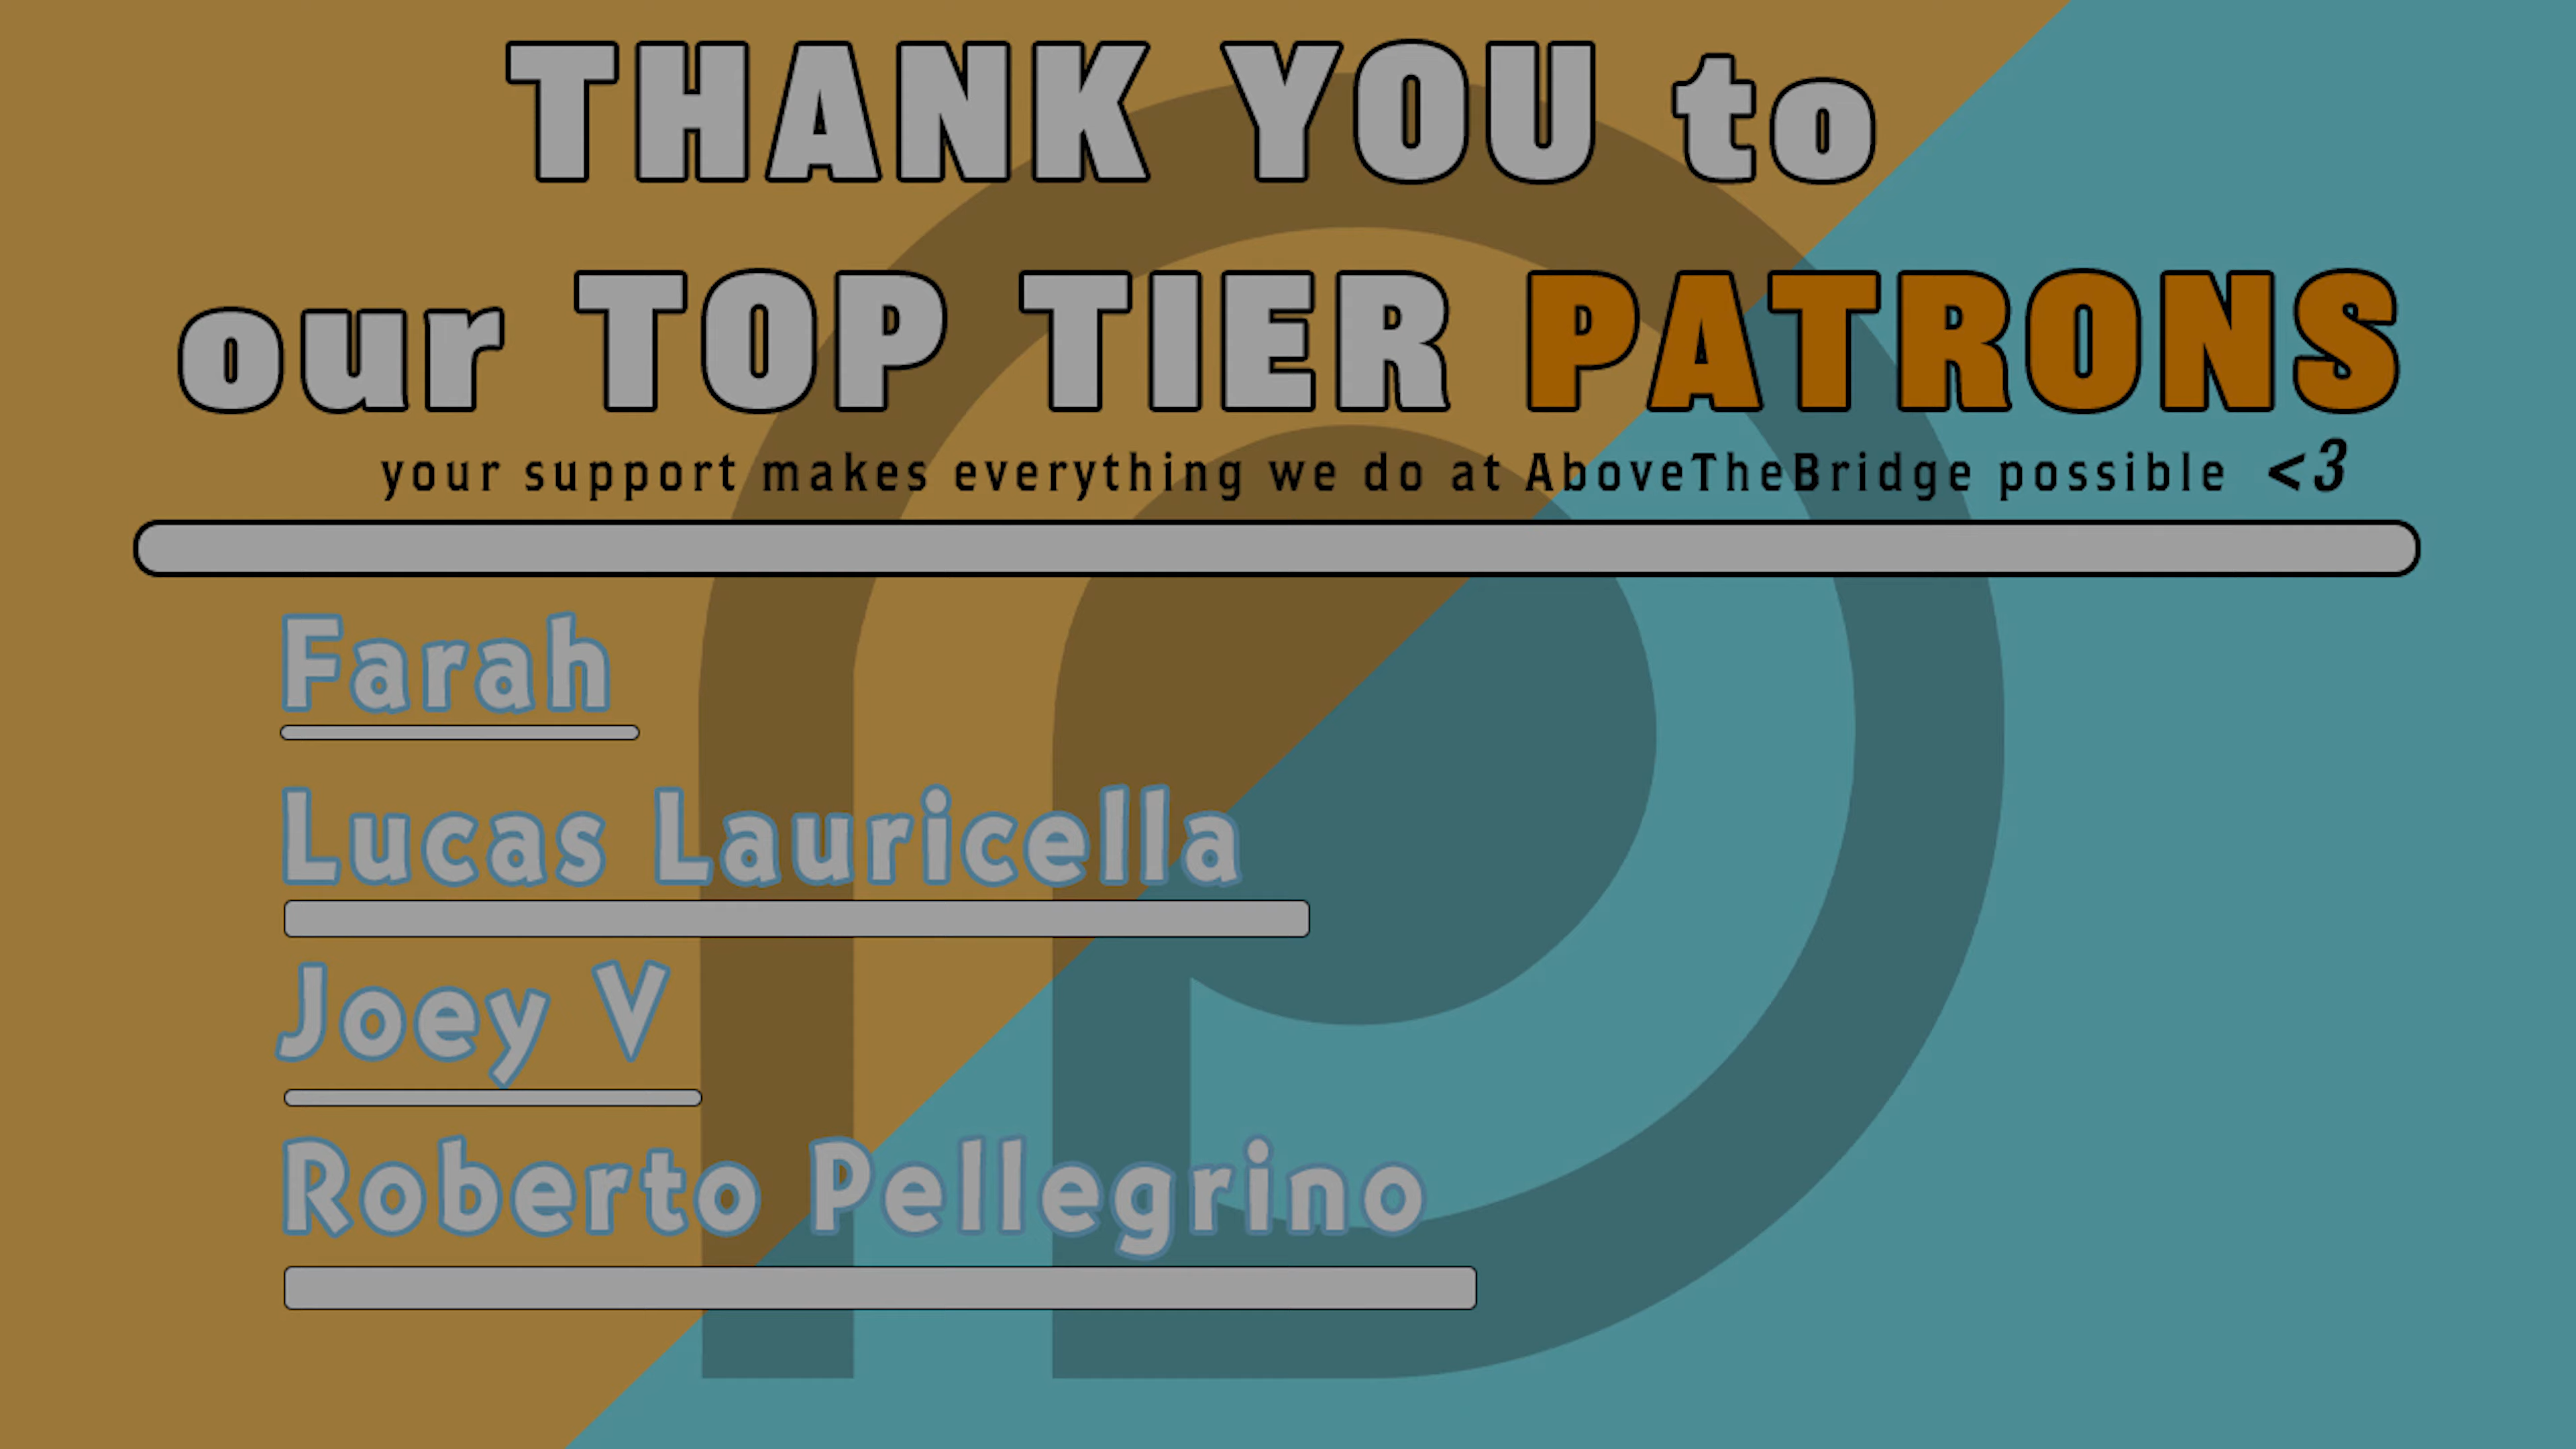 THANK YOU to
our TOP TIER PATRONS
your support makes everything we do at AboveTheBridge possible <3
Farah
Lucas Lauricella
Joey V
Roberto Pellegrino